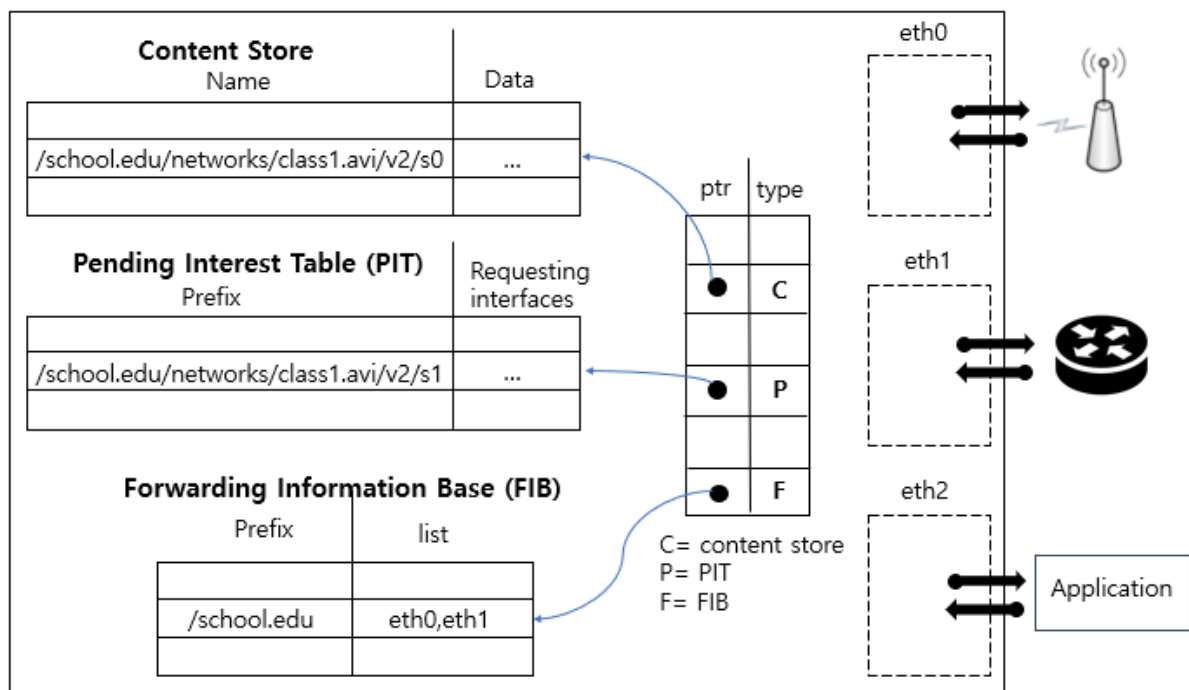 Content Store
Name Data
/school.edu/networks/class1.avi/v2/s0 ...
Pending Interest Table (PIT)
Prefix
Requesting
interfaces
/school.edu/networks/class1.avi/v2/s1 ...
Forwarding Information Base (FIB)
Prefix list
/school.edu eth0,eth1
ptr type
C
P
F
C= content store
P= PIT
F= FIB
eth0
eth1
eth2
Application